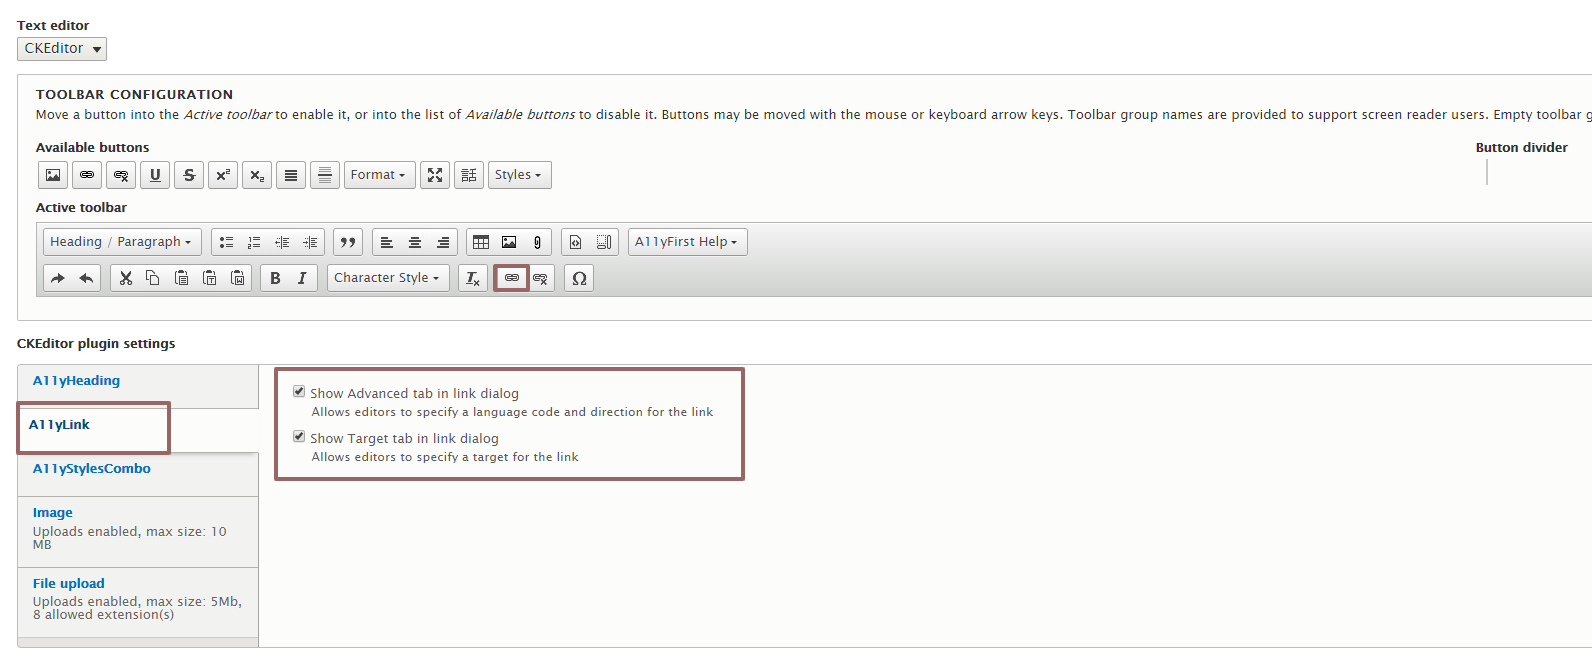 Text editor
CKEditor
TOOLBAR CONFIGURATION
Move a button into the Active toolbar to enable it, or into the list of Available buttons to disable it. Buttons may be moved with the mouse or keyboard arrow keys. Toolbar group names are provided to support screen reader users. Empty toolbar g
Available buttons
Button divider
U S x² x₂ Format 話 Styles
Active toolbar
Heading / Paragraph A11yFirst Help
B I Character Style Tx Ω
CKEditor plugin settings
A11yHeading
Show Advanced tab in link dialog
Allows editors to specify a language code and direction for the link
A11yLink
Show Target tab in link dialog
Allows editors to specify a target for the link
A11yStylesCombo
Image
Uploads enabled, max size: 10
MB
File upload
Uploads enabled, max size: 5Mb,
8 allowed extension(s)